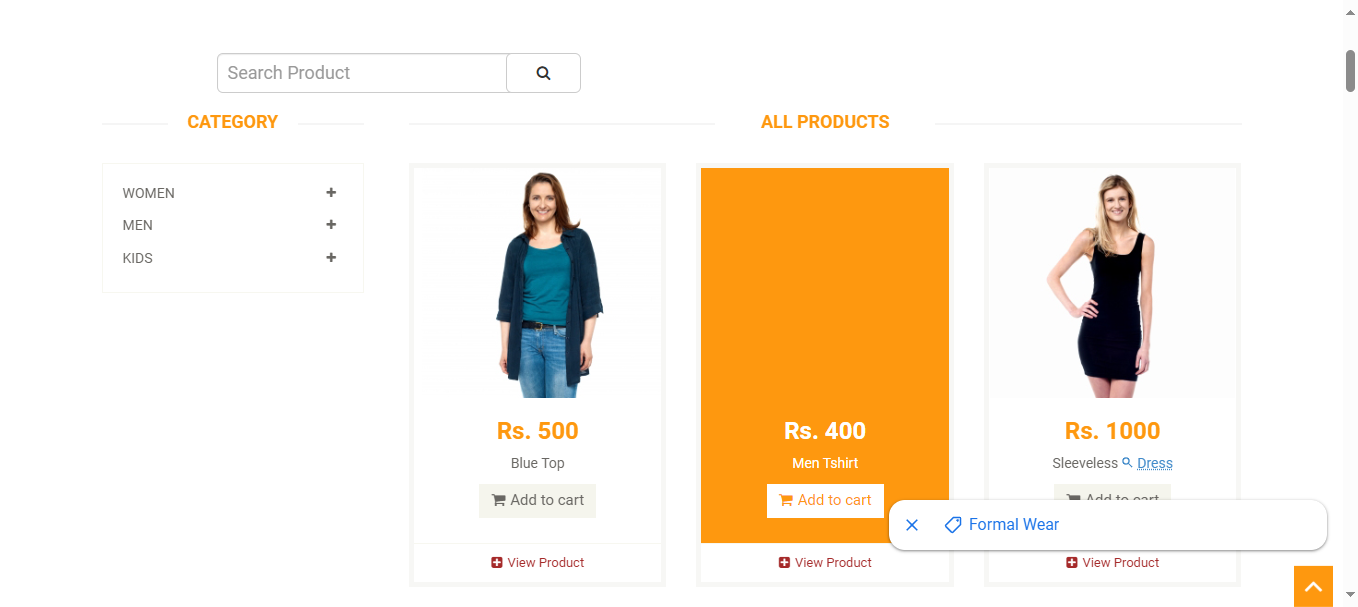 Search Product
CATEGORY
ALL PRODUCTS
WOMEN
MEN
KIDS
Rs. 500
Blue Top
Add to cart
View Product
Rs. 400
Men Tshirt
Add to cart
View Product
Rs. 1000
Sleeveless Dress
Add to cart
View Product
Formal Wear